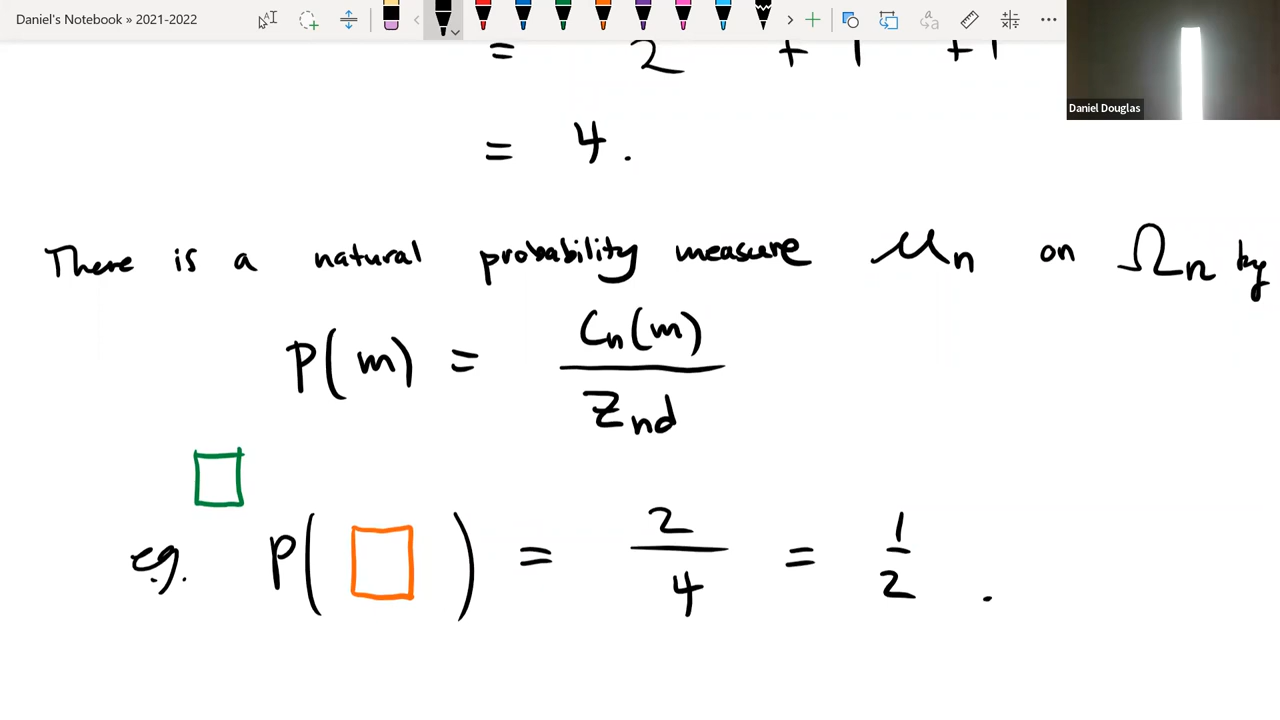 Daniel's Notebook » 2021-2022
= 2 + 1 + 1
= 4.
Daniel Douglas
There is a natural probability measure μn on Ωn by
P(m) = Cn(m) / Znd
eg. P( □ ) = 2 / 4 = 1 / 2 .